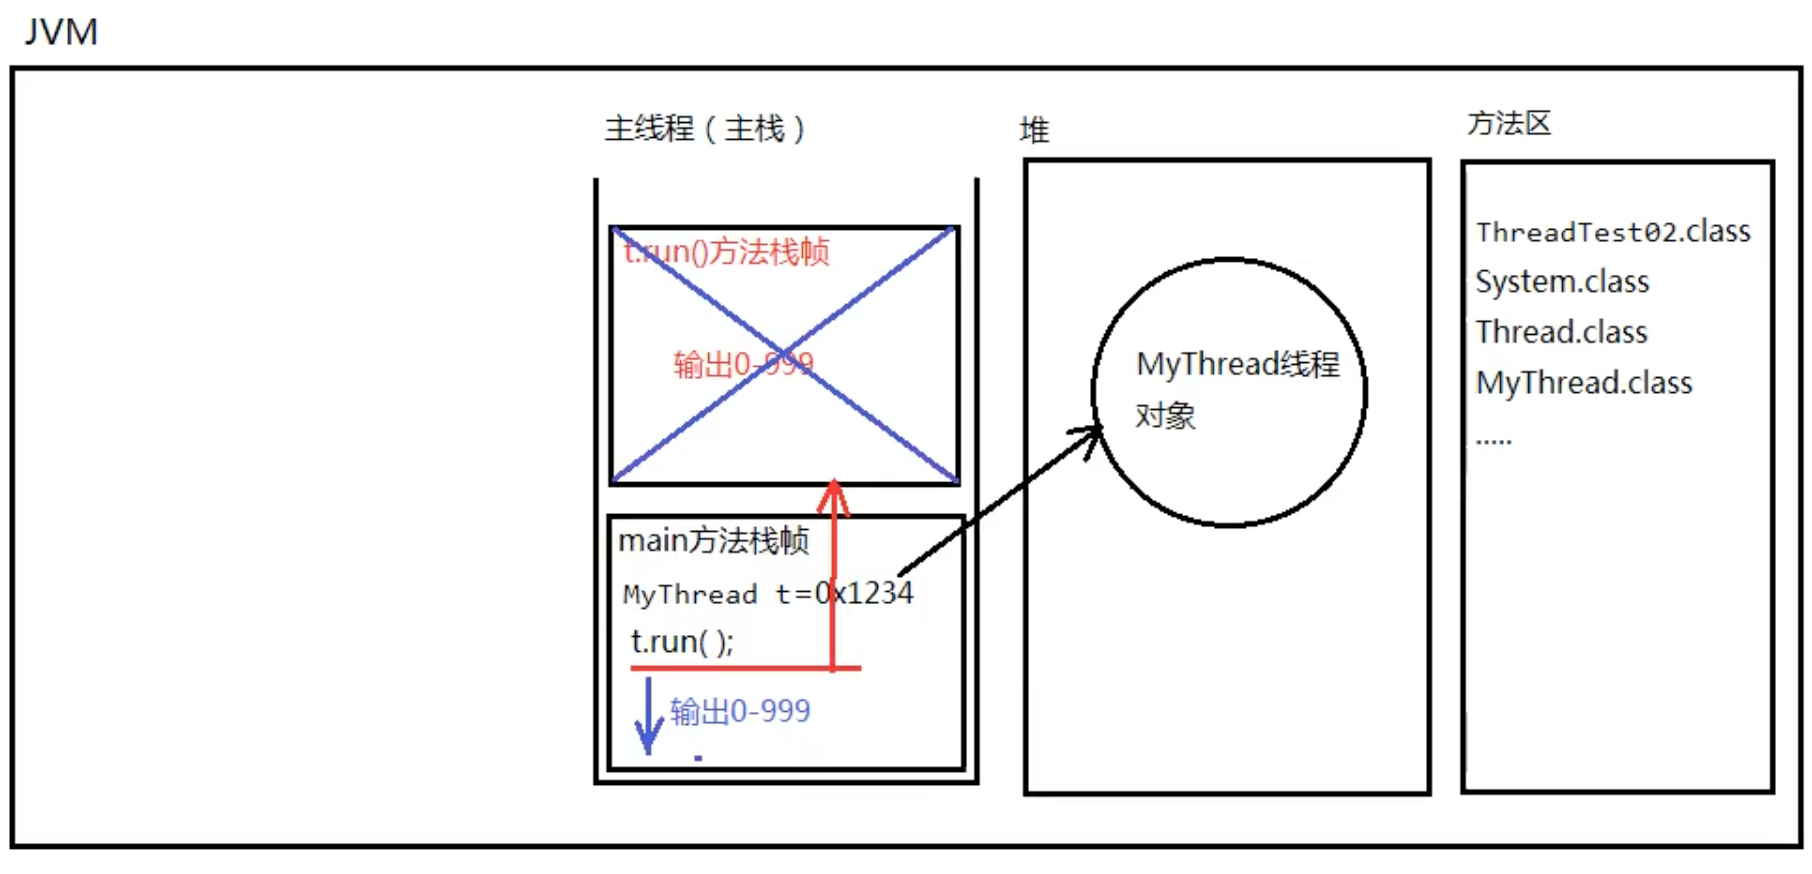 JVM
主线程（主栈）
t.run()方法栈帧
输出0-999
main方法栈帧
MyThread t=0x1234
t.run( );
输出0-999
堆
MyThread线程
对象
方法区
ThreadTest02.class
System.class
Thread.class
MyThread.class
.....